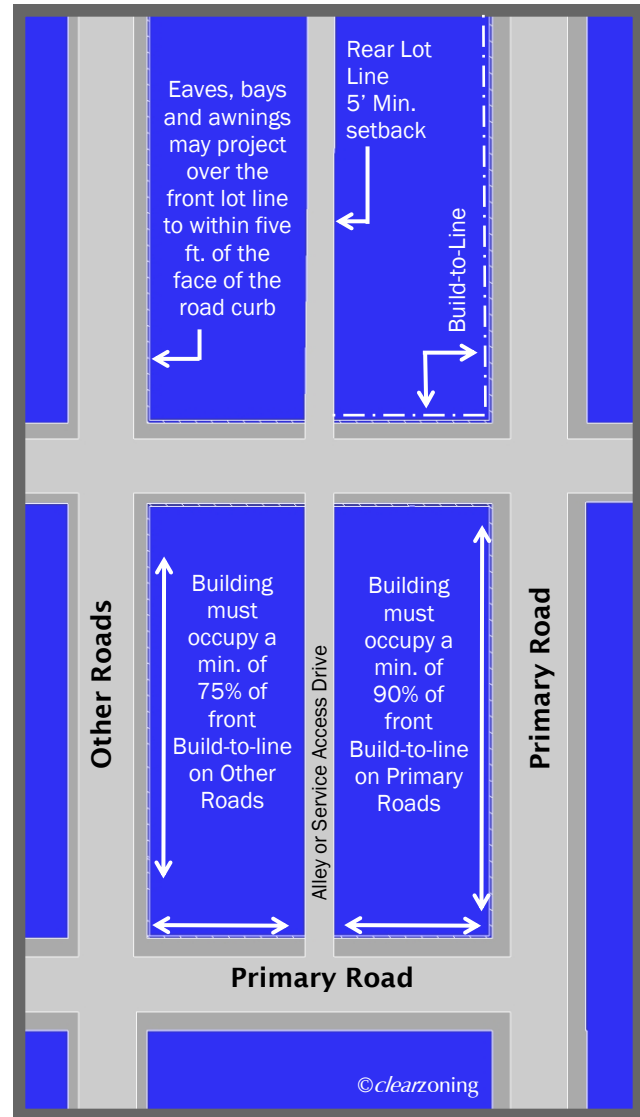 Eaves, bays
and awnings
may project
over the
front lot line
to within five
ft. of the
face of the
road curb
Rear Lot
Line
5’ Min.
setback
Build-to-Line
Other Roads
Building
must
occupy a
min. of
75% of
front
Build-to-line
on Other
Roads
Alley or Service Access Drive
Building
must
occupy a
min. of
90% of
front
Build-to-line
on Primary
Roads
Primary Road
Primary Road
©clearzoning